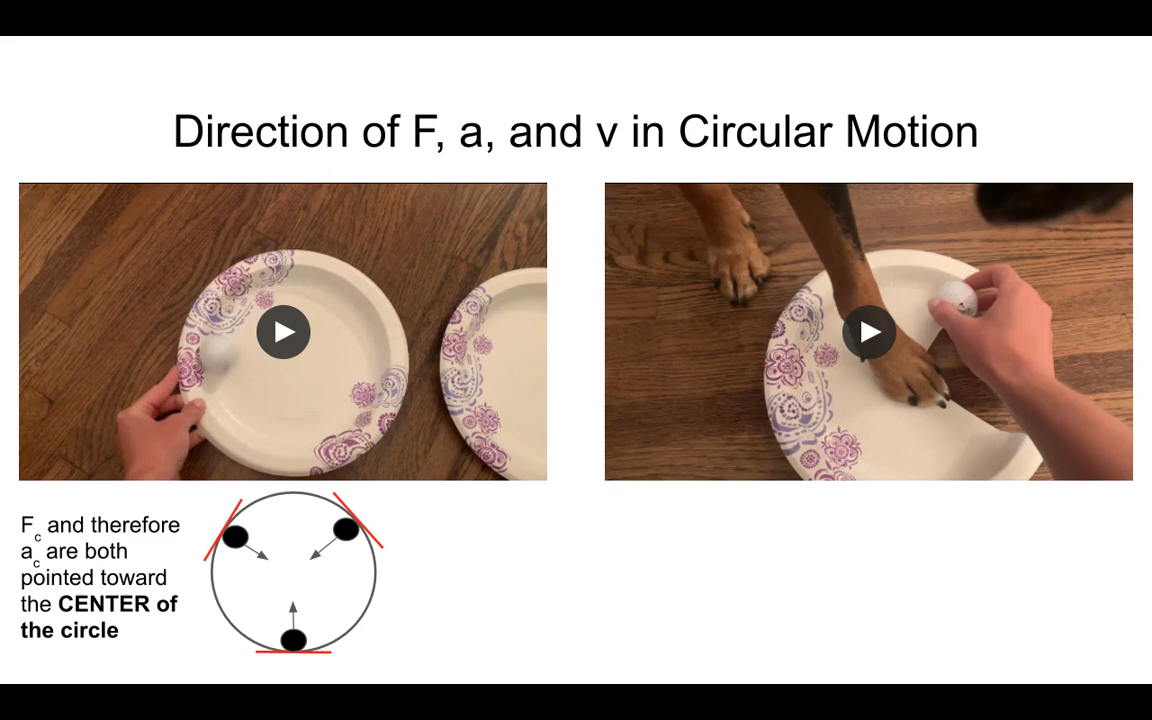 Direction of F, a, and v in Circular Motion
Fc and therefore
ac are both
pointed toward
the CENTER of
the circle